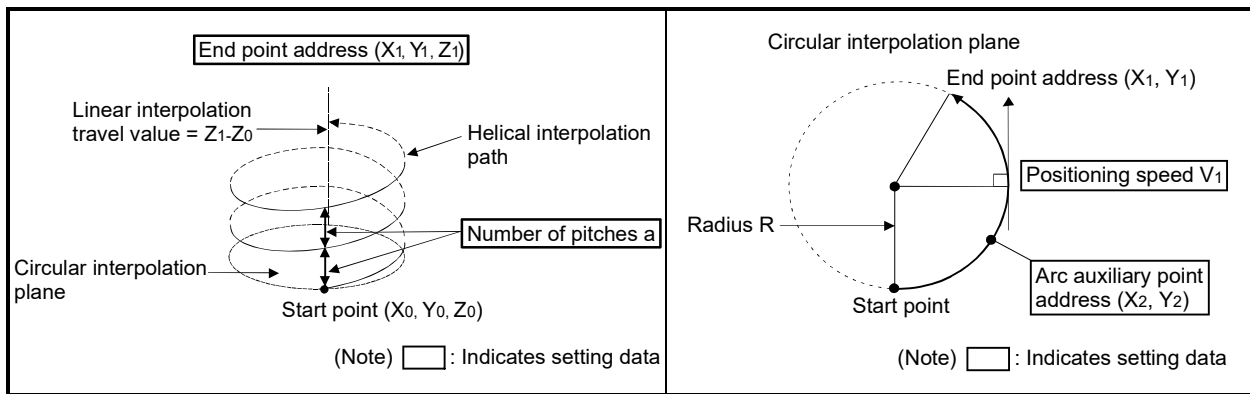 End point address (X1, Y1, Z1)
Linear interpolation
travel value = Z1-Z0
Helical interpolation
path
Number of pitches a
Circular interpolation
plane
Start point (X0, Y0, Z0)
(Note) : Indicates setting data
Circular interpolation plane
End point address (X1, Y1)
Positioning speed V1
Radius R
Arc auxiliary point
address (X2, Y2)
Start point
(Note) : Indicates setting data